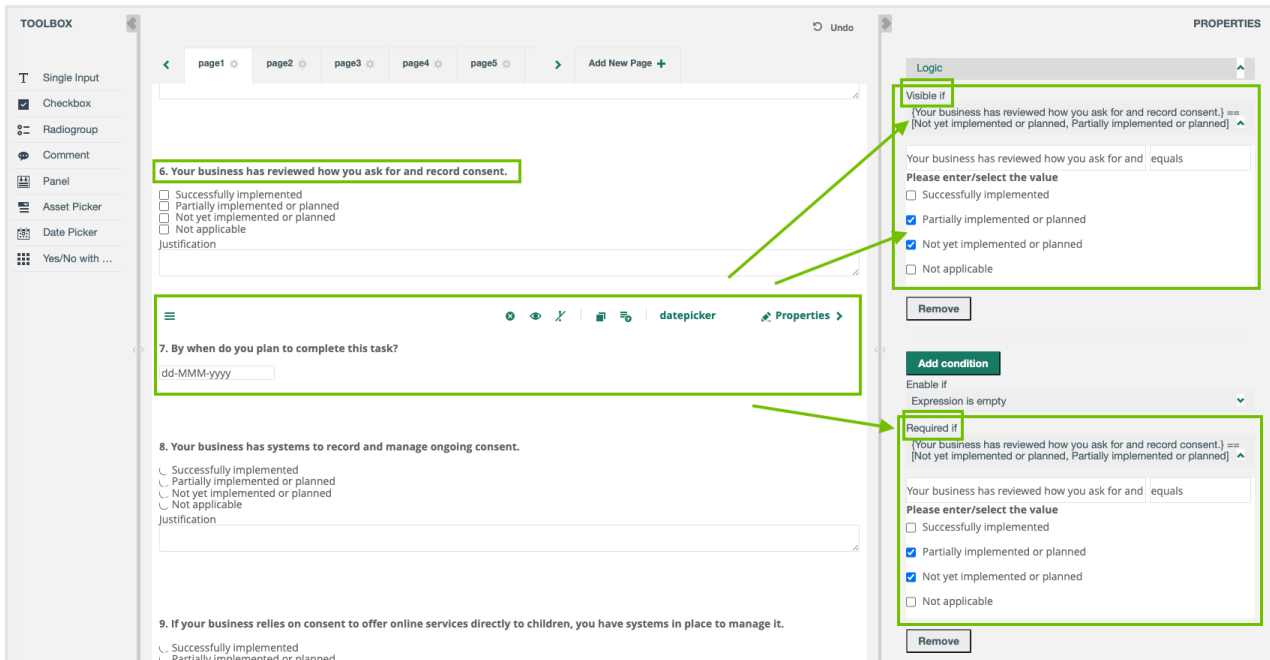 TOOLBOX
Undo
PROPERTIES
page1
page2
page3
page4
page5
Add New Page
T Single Input
Checkbox
Radiogroup
Comment
Panel
Asset Picker
Date Picker
Yes/No with ...
6. Your business has reviewed how you ask for and record consent.
Successfully implemented
Partially implemented or planned
Not yet implemented or planned
Not applicable
Justification
datepicker
Properties
7. By when do you plan to complete this task?
dd-MMM-yyyy
8. Your business has systems to record and manage ongoing consent.
Successfully implemented
Partially implemented or planned
Not yet implemented or planned
Not applicable
Justification
9. If your business relies on consent to offer online services directly to children, you have systems in place to manage it.
Successfully implemented
Partially implemented or planned
Logic
Visible if
{Your business has reviewed how you ask for and record consent.} ==
[Not yet implemented or planned, Partially implemented or planned]
Your business has reviewed how you ask for and equals
Please enter/select the value
Successfully implemented
Partially implemented or planned
Not yet implemented or planned
Not applicable
Remove
Add condition
Enable if
Expression is empty
Required if
{Your business has reviewed how you ask for and record consent.} ==
[Not yet implemented or planned, Partially implemented or planned]
Your business has reviewed how you ask for and equals
Please enter/select the value
Successfully implemented
Partially implemented or planned
Not yet implemented or planned
Not applicable
Remove